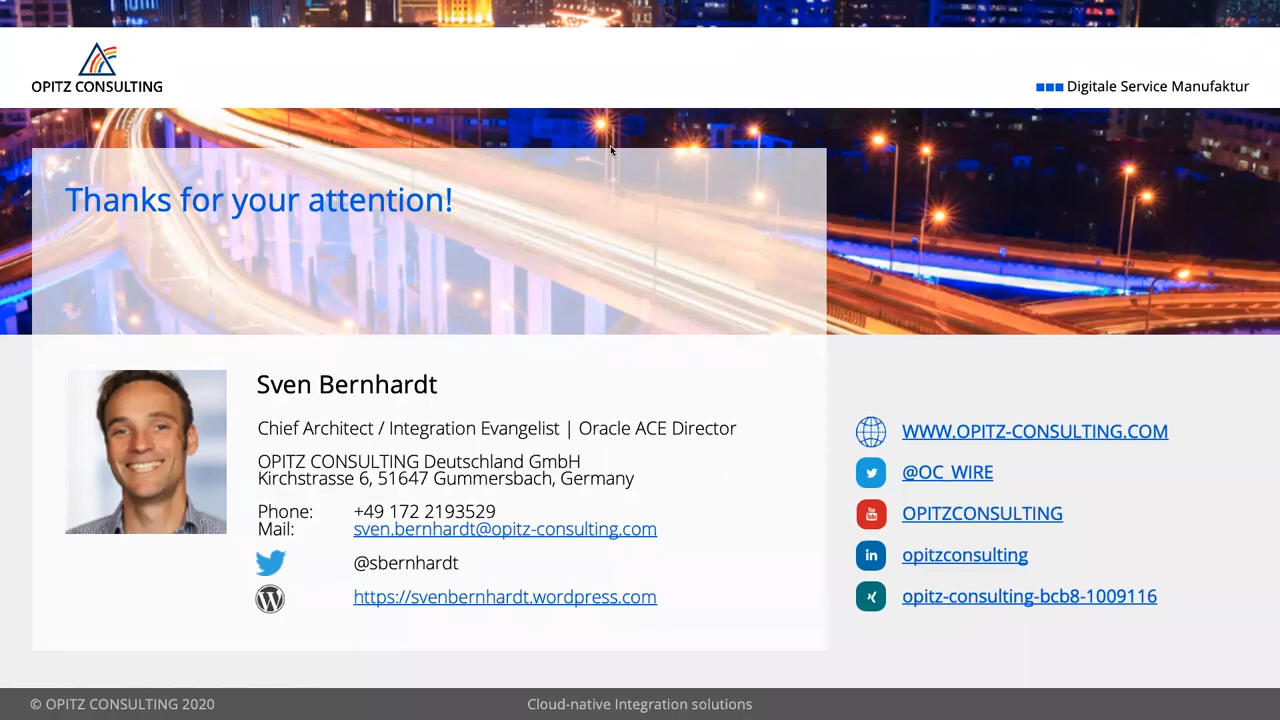 OPITZ CONSULTING
Digitale Service Manufaktur
Thanks for your attention!
Sven Bernhardt
Chief Architect / Integration Evangelist | Oracle ACE Director
OPITZ CONSULTING Deutschland GmbH
Kirchstrasse 6, 51647 Gummersbach, Germany
Phone: +49 172 2193529
Mail: sven.bernhardt@opitz-consulting.com
@sbernhardt
https://svenbernhardt.wordpress.com
WWW.OPITZ-CONSULTING.COM
@OC_WIRE
OPITZCONSULTING
opitzconsulting
opitz-consulting-bcb8-1009116
© OPITZ CONSULTING 2020
Cloud-native Integration solutions